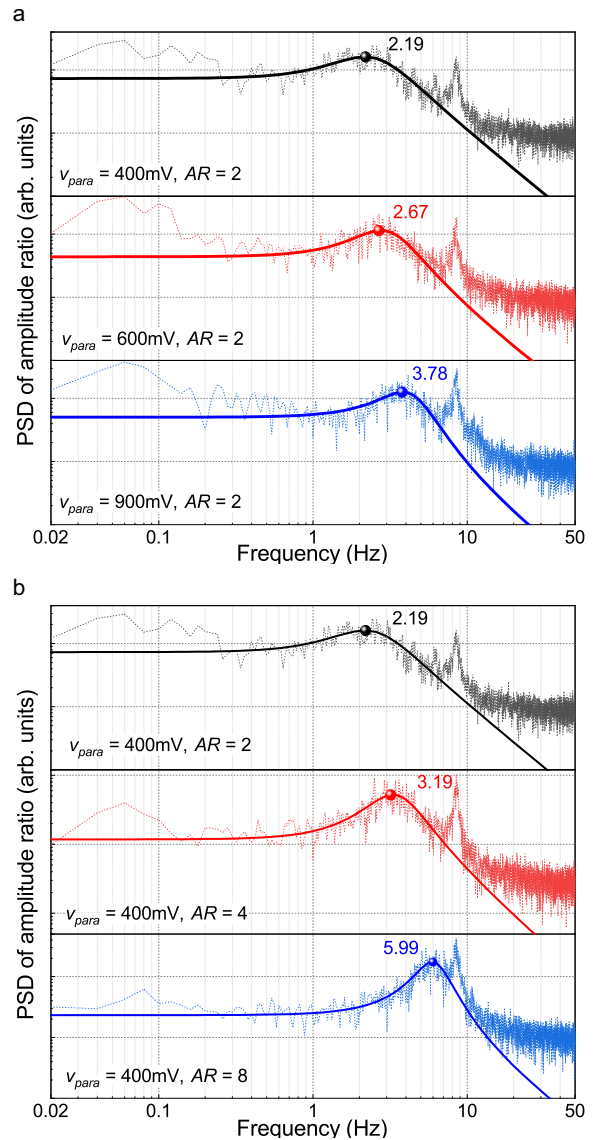 a
PSD of amplitude ratio (arb. units)
2.19
v_para = 400mV, AR = 2
2.67
v_para = 600mV, AR = 2
3.78
v_para = 900mV, AR = 2
0.02 0.1 1 10 50
Frequency (Hz)
b
PSD of amplitude ratio (arb. units)
2.19
v_para = 400mV, AR = 2
3.19
v_para = 400mV, AR = 4
5.99
v_para = 400mV, AR = 8
0.02 0.1 1 10 50
Frequency (Hz)